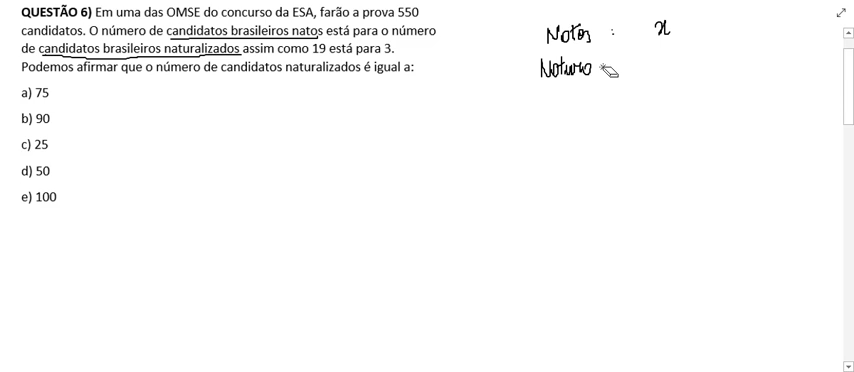 QUESTÃO 6) Em uma das OMSE do concurso da ESA, farão a prova 550
candidatos. O número de candidatos brasileiros natos está para o número
de candidatos brasileiros naturalizados assim como 19 está para 3.
Podemos afirmar que o número de candidatos naturalizados é igual a:
a) 75
b) 90
c) 25
d) 50
e) 100
Natos : x
Natura